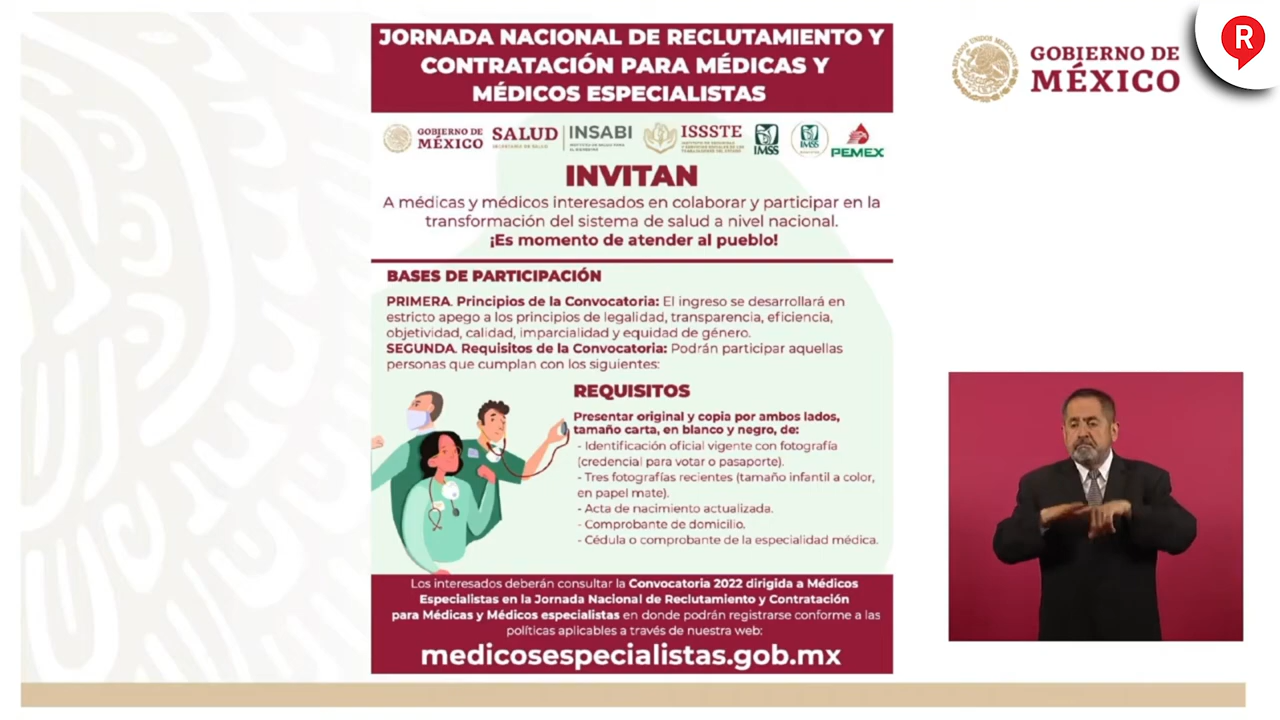 JORNADA NACIONAL DE RECLUTAMIENTO Y
CONTRATACIÓN PARA MÉDICAS Y
MÉDICOS ESPECIALISTAS
GOBIERNO DE
MÉXICO
SALUD
SECRETARÍA DE SALUD
INSABI
ISSSTE
IMSS
IMSS
PEMEX
INVITAN
A médicas y médicos interesados en colaborar y participar en la
transformación del sistema de salud a nivel nacional.
¡Es momento de atender al pueblo!
BASES DE PARTICIPACIÓN
PRIMERA. Principios de la Convocatoria: El ingreso se desarrollará en
estricto apego a los principios de legalidad, transparencia, eficiencia,
objetividad, calidad, imparcialidad y equidad de género.
SEGUNDA. Requisitos de la Convocatoria: Podrán participar aquellas
personas que cumplan con los siguientes:
REQUISITOS
Presentar original y copia por ambos lados,
tamaño carta, en blanco y negro, de:
- Identificación oficial vigente con fotografía
(credencial para votar o pasaporte).
- Tres fotografías recientes (tamaño infantil a color,
en papel mate).
- Acta de nacimiento actualizada.
- Comprobante de domicilio.
- Cédula o comprobante de la especialidad médica.
Los interesados deberán consultar la Convocatoria 2022 dirigida a Médicos
Especialistas en la Jornada Nacional de Reclutamiento y Contratación
para Médicas y Médicos especialistas en donde podrán registrarse conforme a las
políticas aplicables a través de nuestra web:
medicosespecialistas.gob.mx
GOBIERNO DE
MÉXICO
R